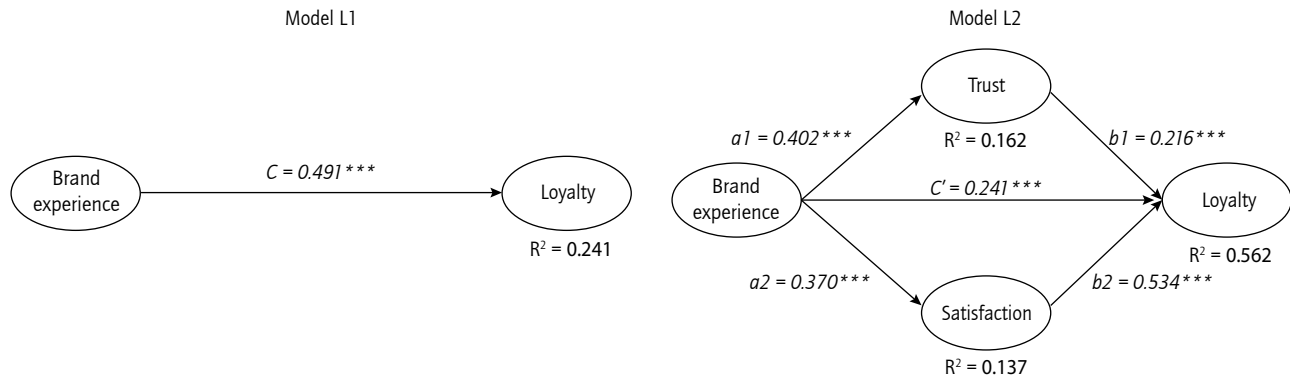 Model L1
Brand
experience
C = 0.491***
Loyalty
R² = 0.241
Model L2
Trust
R² = 0.162
a1 = 0.402***
b1 = 0.216***
Brand
experience
C' = 0.241***
Loyalty
R² = 0.562
a2 = 0.370***
b2 = 0.534***
Satisfaction
R² = 0.137